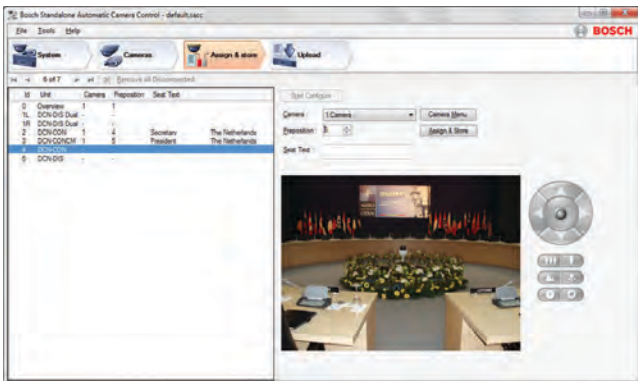 Bosch Standalone Automatic Camera Control - default.sacc
File Tools Help
BOSCH
System
Cameras
Assign & store
Upload
6 of 7 Remove all Disconnected
Id Unit Camera Preposition Seat Text
0 Overview 1 1
1L DCN-DIS Dual - -
1R DCN-DIS Dual - -
2 DCN-CON 1 4 Secretary The Netherlands
3 DCN-CONCM 1 5 President The Netherlands
4 DCN-CON
5 DCN-DIS - -
Start Configure
Camera 1:Camera Camera Menu
Preposition Assign & Store
Seat Text